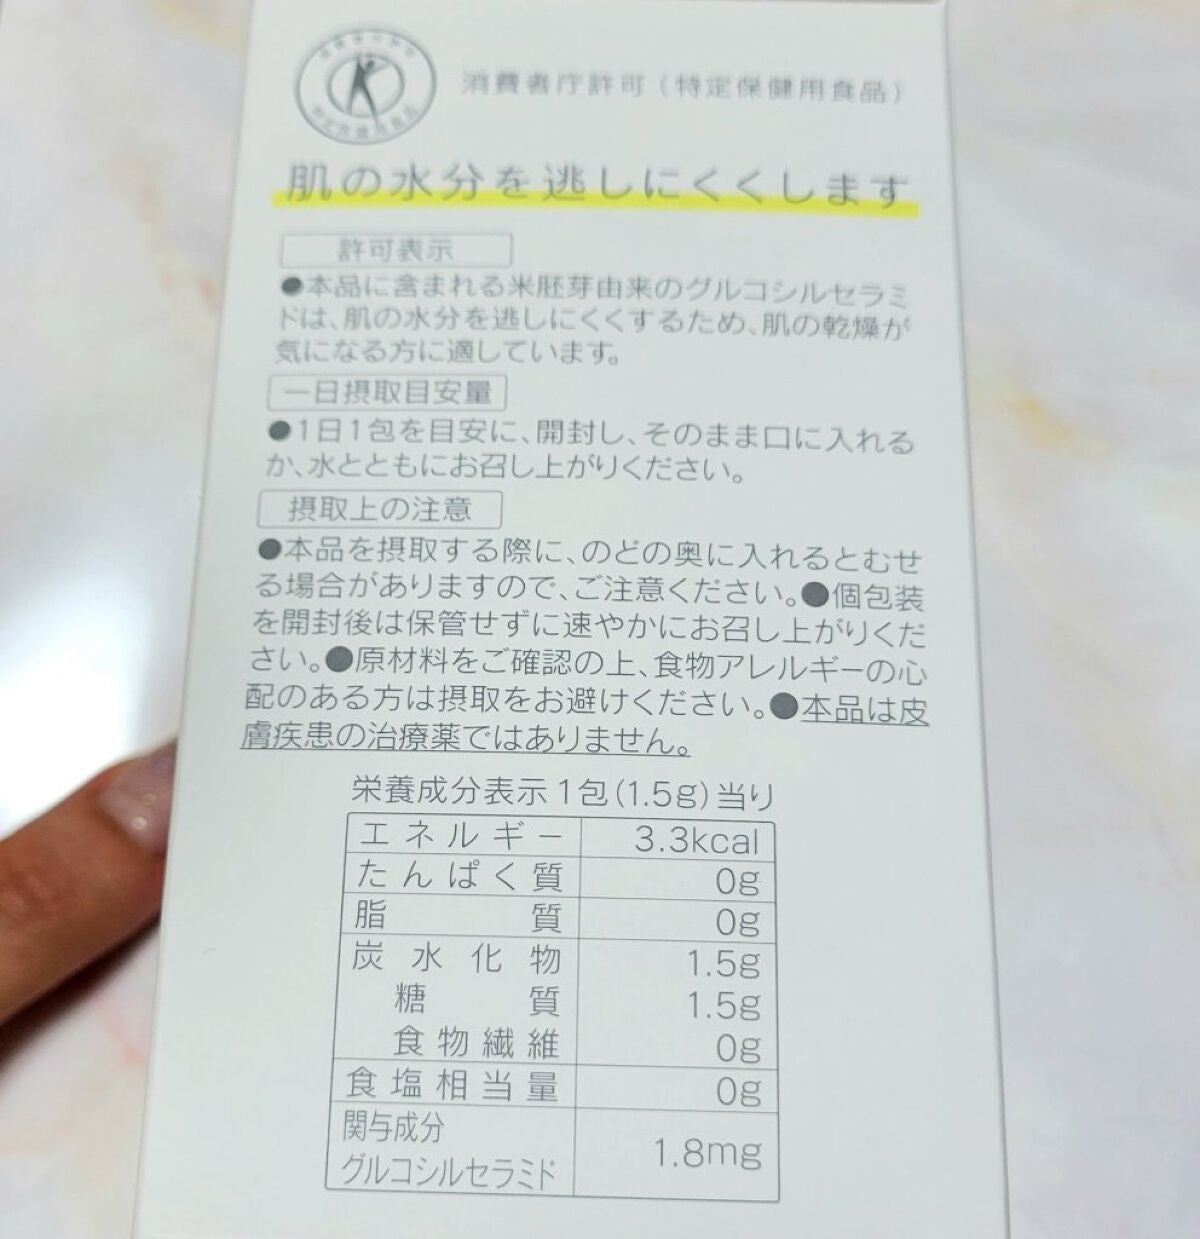 消費者庁許可(特定保健用食品)
肌の水分を逃しにくくします
許可表示
●本品に含まれる米胚芽由来のグルコシルセラミ
ドは、肌の水分を逃しにくくするため、肌の乾燥が
気になる方に適しています。
一日摂取目安量
●1日1包を目安に、開封し、そのまま口に入れる
か、水とともにお召し上がりください。
摂取上の注意
●本品を摂取する際に、のどの奥に入れるとむせ
る場合がありますので、ご注意ください。●個包装
を開封後は保管せずに速やかにお召し上がりくだ
さい。●原材料をご確認の上、食物アレルギーの心
配のある方は摂取をお避けください。●本品は皮
膚疾患の治療薬ではありません。
栄養成分表示1包(1.5g)当り
エネルギー 3.3kcal
たんぱく質 0g
脂質 0g
炭水化物 1.5g
糖質 1.5g
食物繊維 0g
食塩相当量 0g
関与成分
グルコシルセラミド 1.8mg